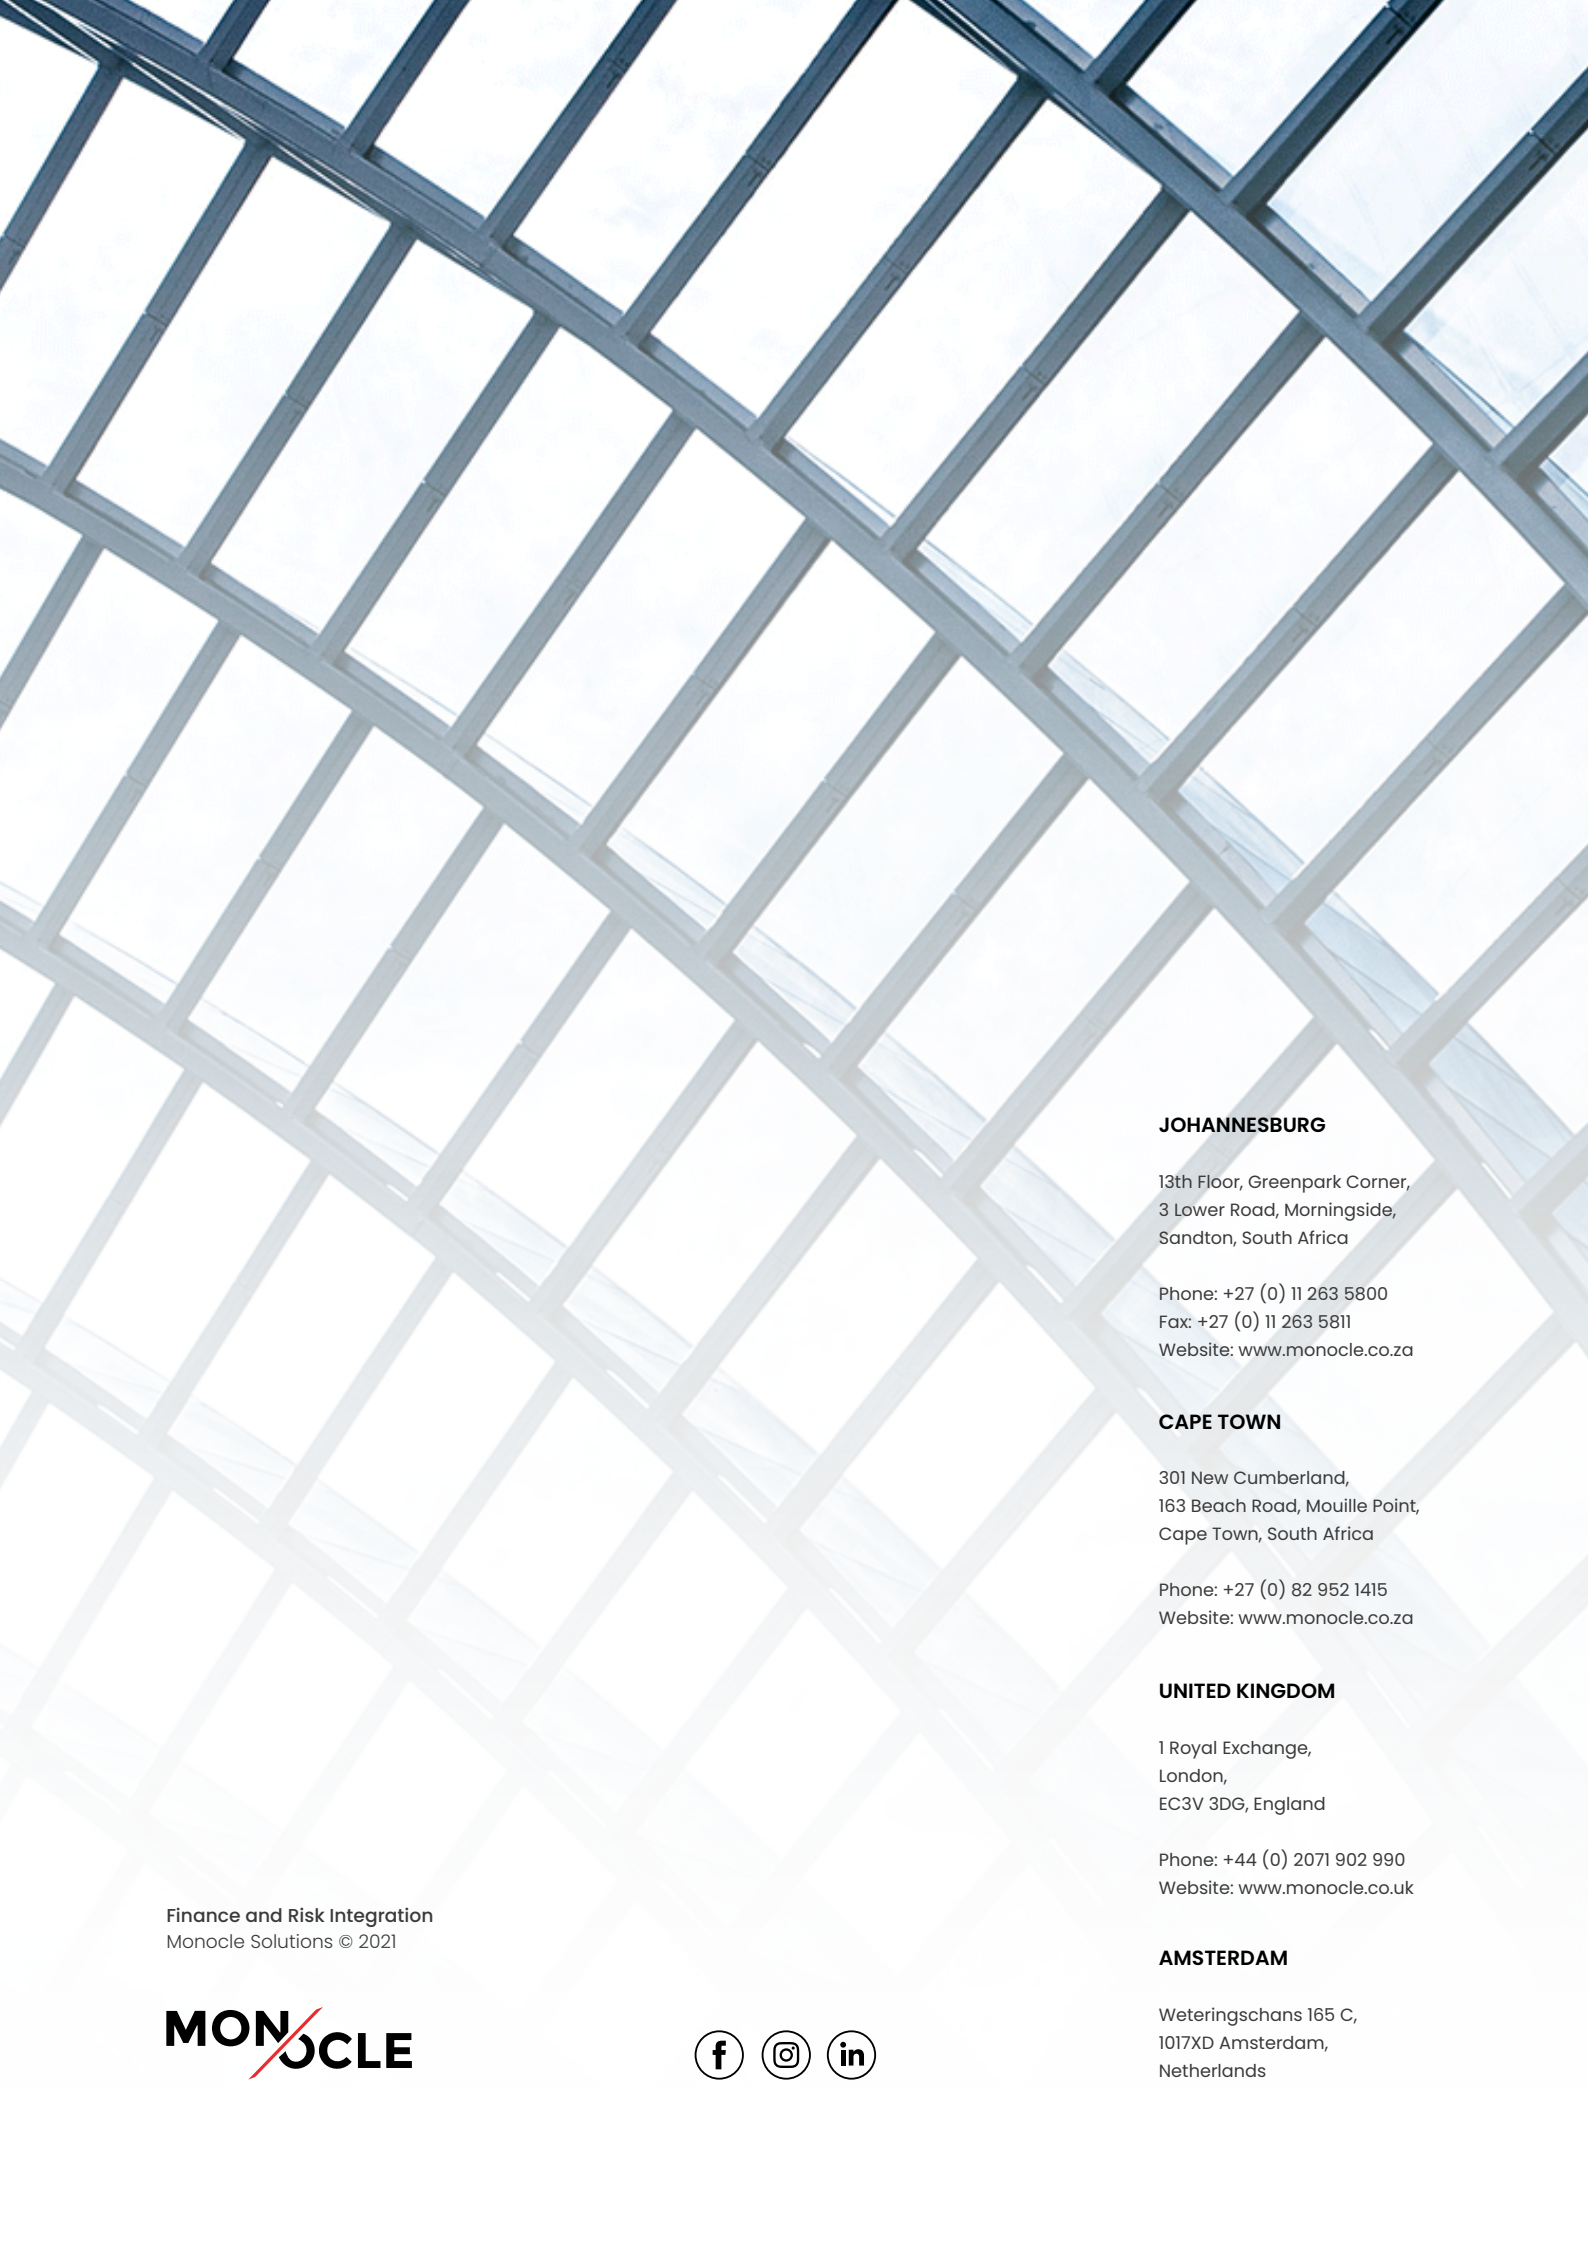 JOHANNESBURG
13th Floor, Greenpark Corner,
3 Lower Road, Morningside,
Sandton, South Africa
Phone: +27 (0) 11 263 5800
Fax: +27 (0) 11 263 5811
Website: www.monocle.co.za
CAPE TOWN
301 New Cumberland,
163 Beach Road, Mouille Point,
Cape Town, South Africa
Phone: +27 (0) 82 952 1415
Website: www.monocle.co.za
UNITED KINGDOM
1 Royal Exchange,
London,
EC3V 3DG, England
Phone: +44 (0) 2071 902 990
Website: www.monocle.co.uk
AMSTERDAM
Weteringschans 165 C,
1017XD Amsterdam,
Netherlands
Finance and Risk Integration
Monocle Solutions © 2021
MONOCLE
f
in